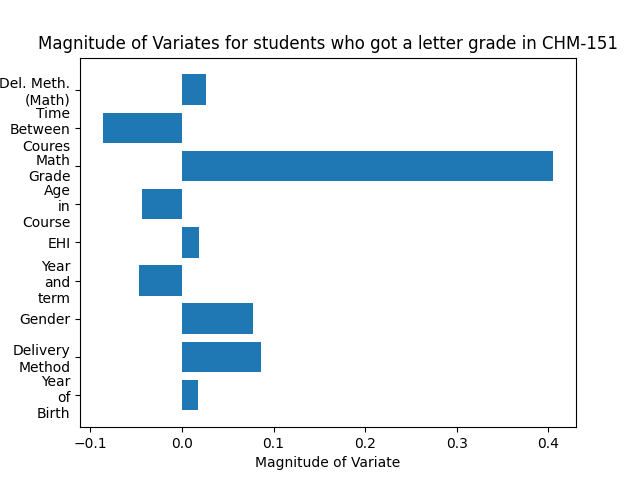 Magnitude of Variates for students who got a letter grade in CHM-151
Del. Meth.
(Math)
Time
Between
Coures
Math
Grade
Age
in
Course
EHI
Year
and
term
Gender
Delivery
Method
Year
of
Birth
−0.1 0.0 0.1 0.2 0.3 0.4
Magnitude of Variate